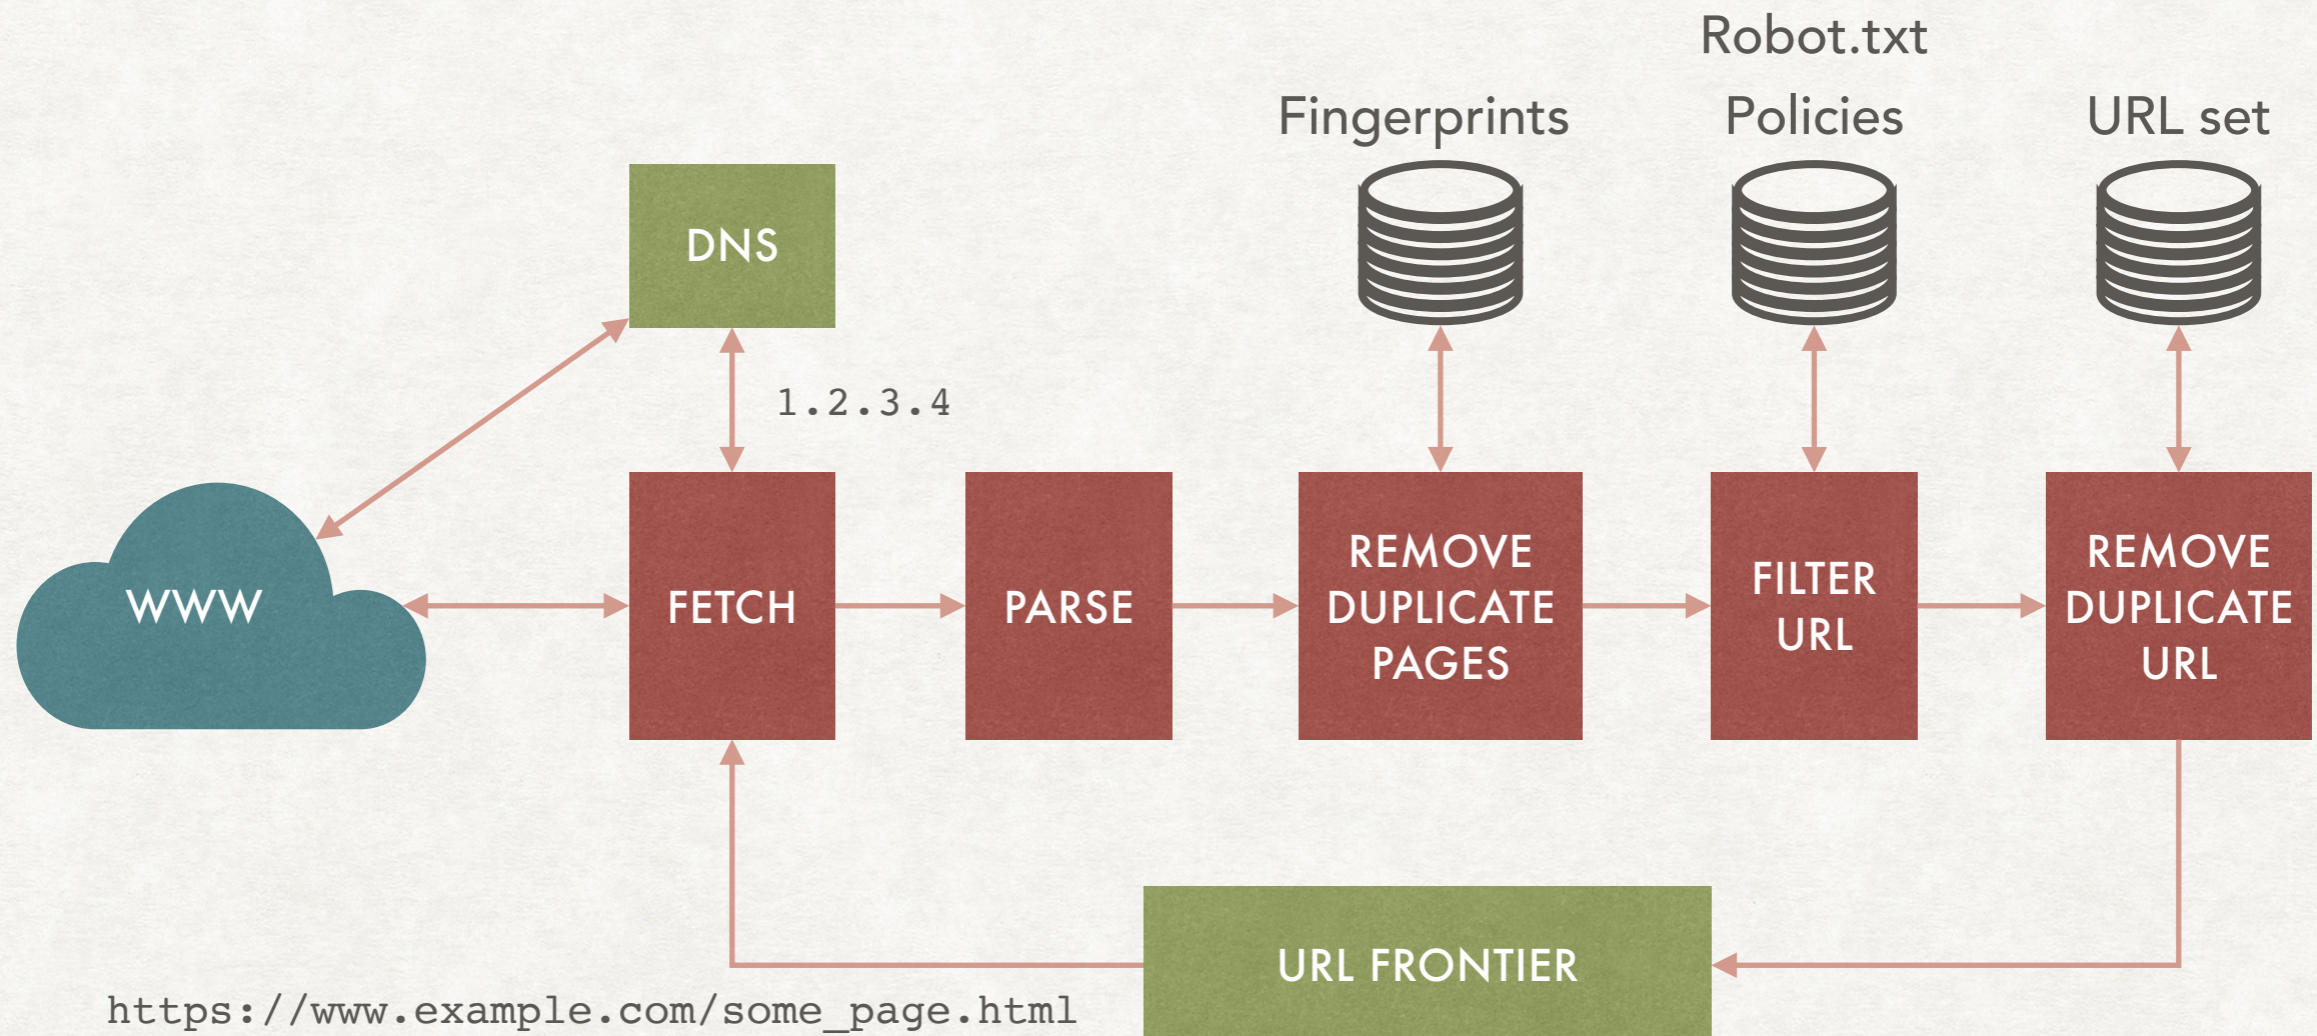 Robot.txt
Fingerprints
Policies
URL set
DNS
1.2.3.4
WWW
FETCH
PARSE
REMOVE
DUPLICATE
PAGES
FILTER
URL
REMOVE
DUPLICATE
URL
URL FRONTIER
https://www.example.com/some_page.html